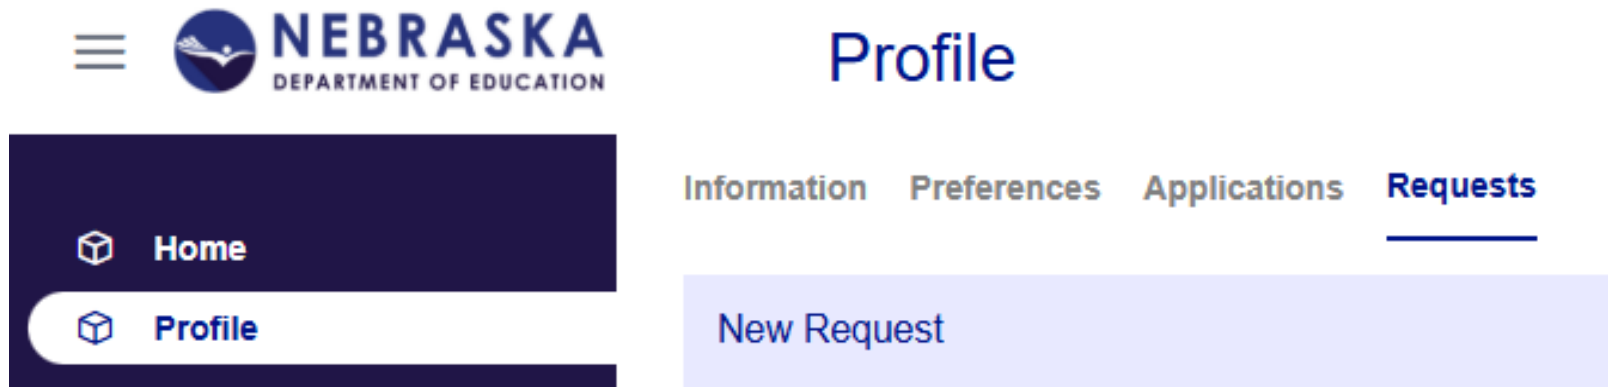 NEBRASKA
DEPARTMENT OF EDUCATION
Profile
Information Preferences Applications Requests
Home
Profile
New Request